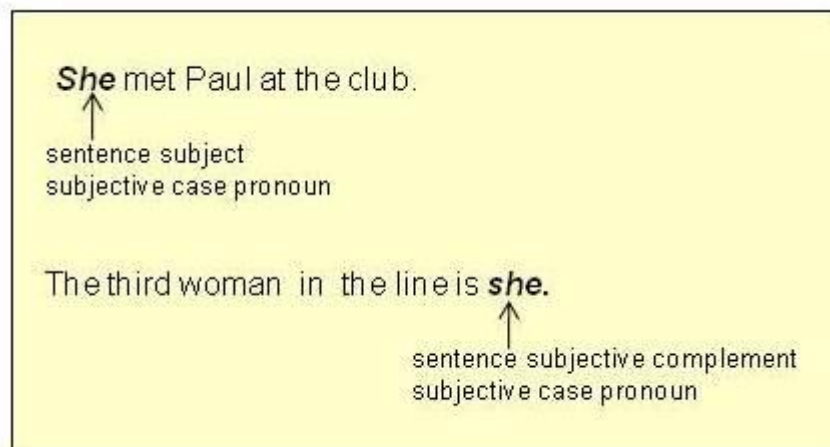 She met Paul at the club.
sentence subject
subjective case pronoun
The third woman in the line is she.
sentence subjective complement
subjective case pronoun